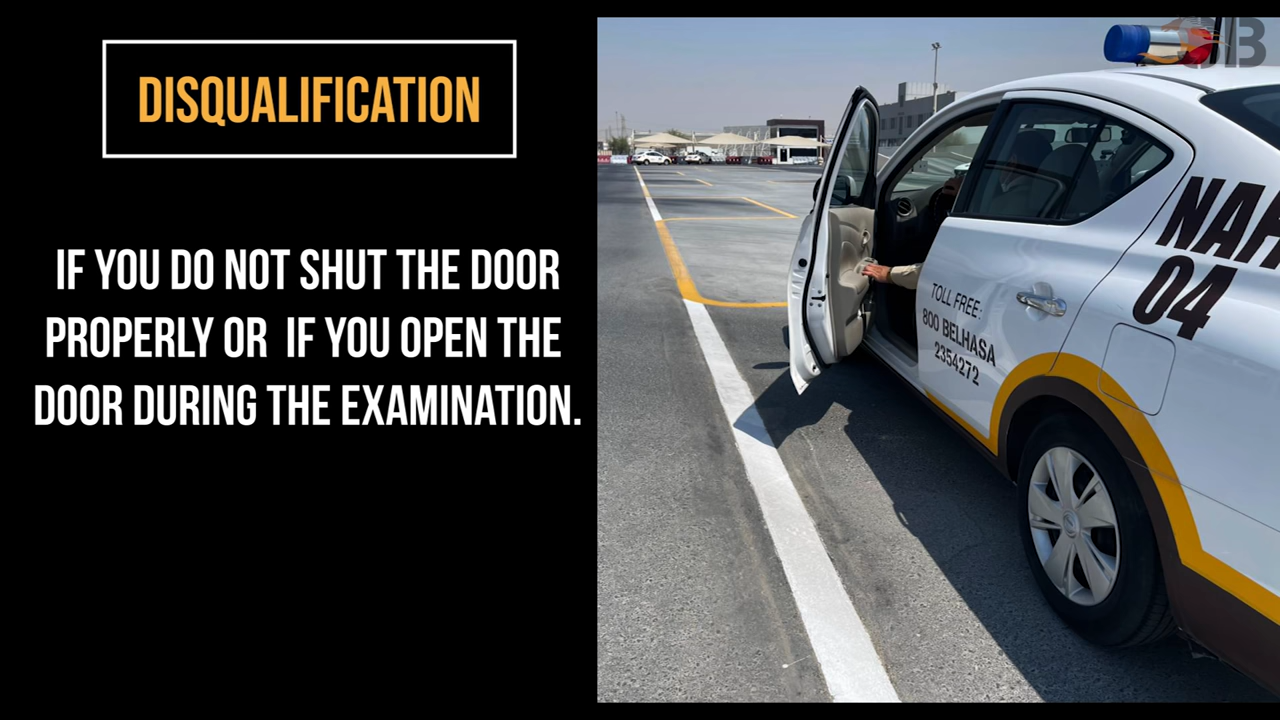 DISQUALIFICATION
IF YOU DO NOT SHUT THE DOOR
PROPERLY OR IF YOU OPEN THE
DOOR DURING THE EXAMINATION.
TOLL FREE:
800 BELHASA
2354272
NAH
04